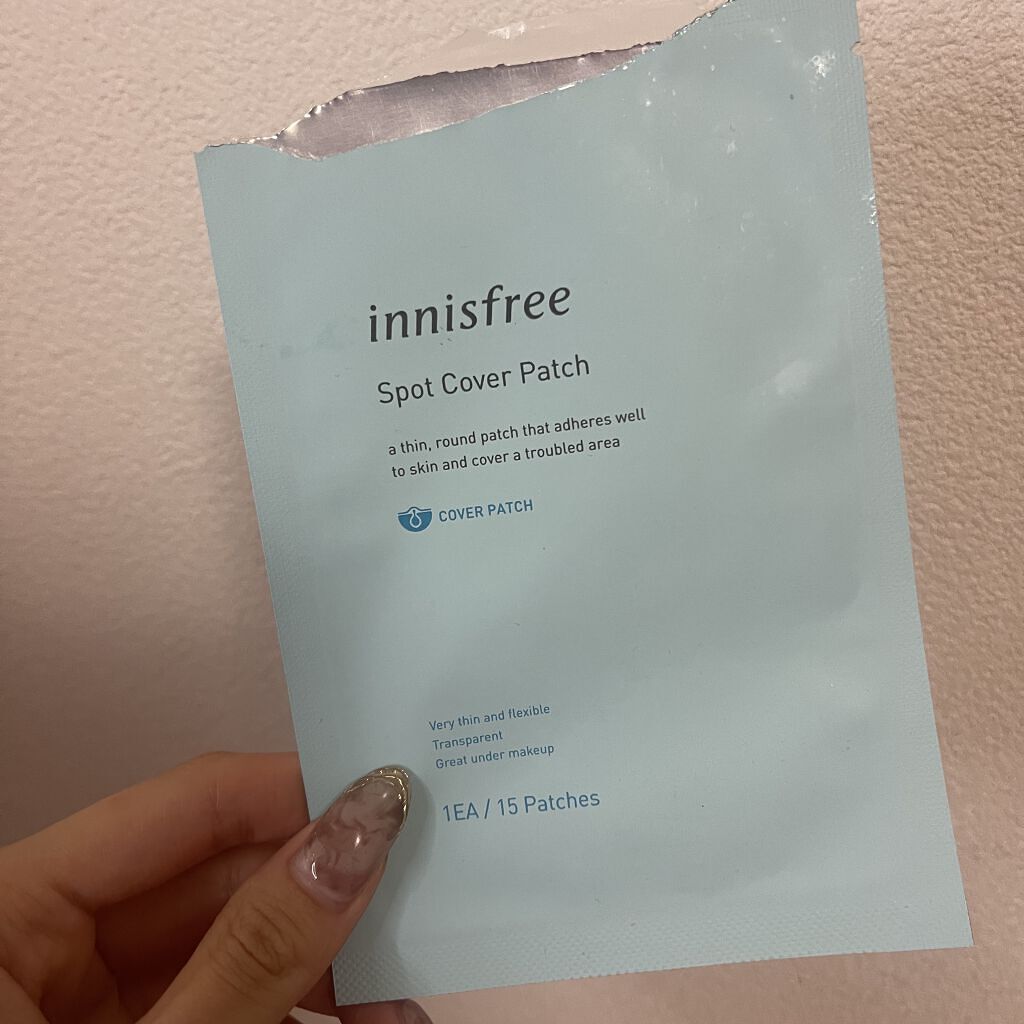 innisfree
Spot Cover Patch
a thin, round patch that adheres well
to skin and cover a troubled area
COVER PATCH
Very thin and flexible
Transparent
Great under makeup
1EA / 15 Patches